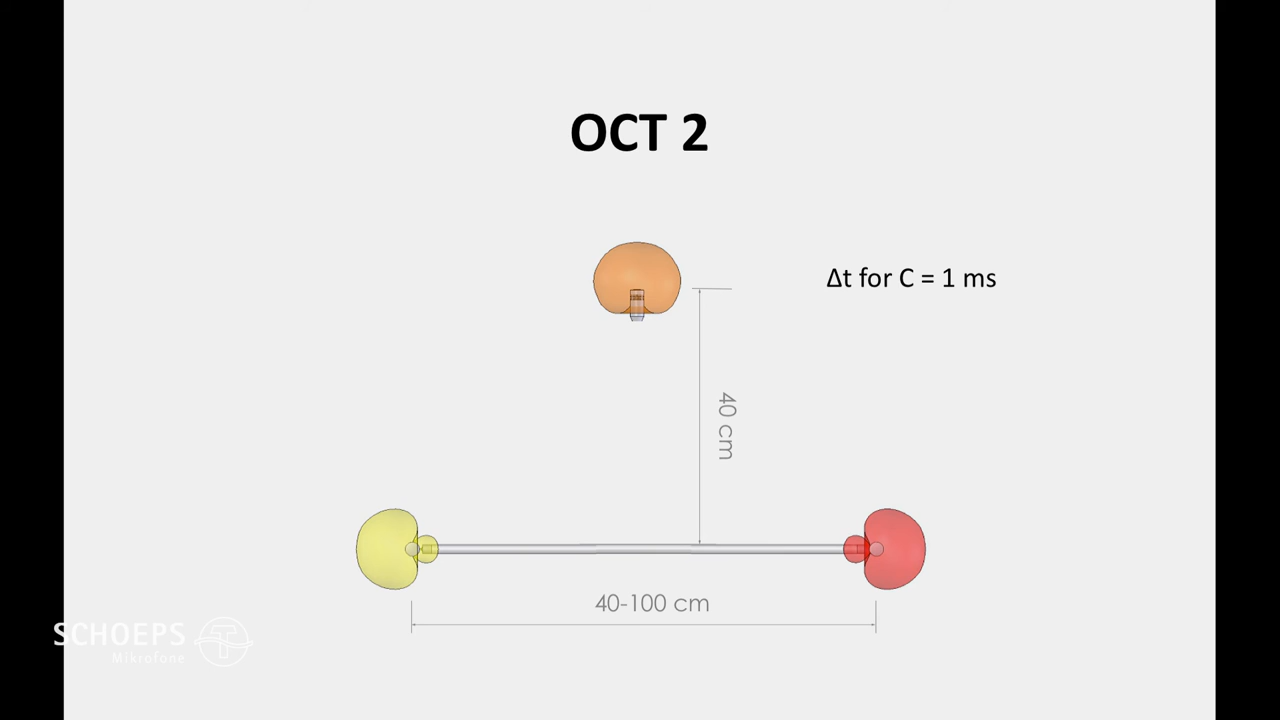 OCT 2
Δt for C = 1 ms
40 cm
40-100 cm
SCHOEPS
Mikrofone